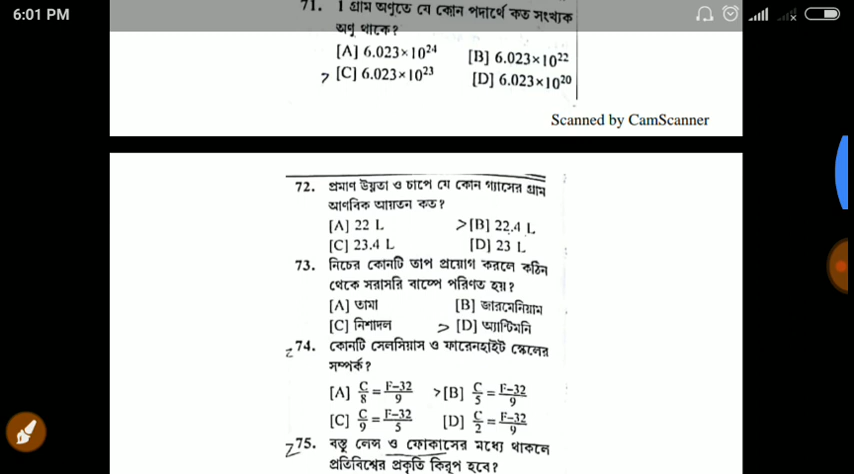 6:01 PM
71. 1 গ্রাম অণুতে যে কোন পদার্থে কত সংখ্যক
অণু থাকে?
[A] 6.023×10²⁴ [B] 6.023×10²²
> [C] 6.023×10²³ [D] 6.023×10²⁰
Scanned by CamScanner
72. প্রমাণ উষ্ণতা ও চাপে যে কোন গ্যাসের গ্রাম
আণবিক আয়তন কত?
[A] 22 L >[B] 22.4 L
[C] 23.4 L [D] 23 L
73. নিচের কোনটি তাপ প্রয়োগ করলে কঠিন
থেকে সরাসরি বাষ্পে পরিণত হয়?
[A] তামা [B] জারমেনিয়াম
[C] নিশাদল > [D] অ্যান্টিমনি
74. কোনটি সেলসিয়াস ও ফারেনহাইট স্কেলের
সম্পর্ক?
[A] C/8 = F-32/9 >[B] C/5 = F-32/9
[C] C/9 = F-32/5 [D] C/2 = F-32/9
75. বস্তু লেন্স ও ফোকাসের মধ্যে থাকলে
প্রতিবিম্বের প্রকৃতি কিরূপ হবে?